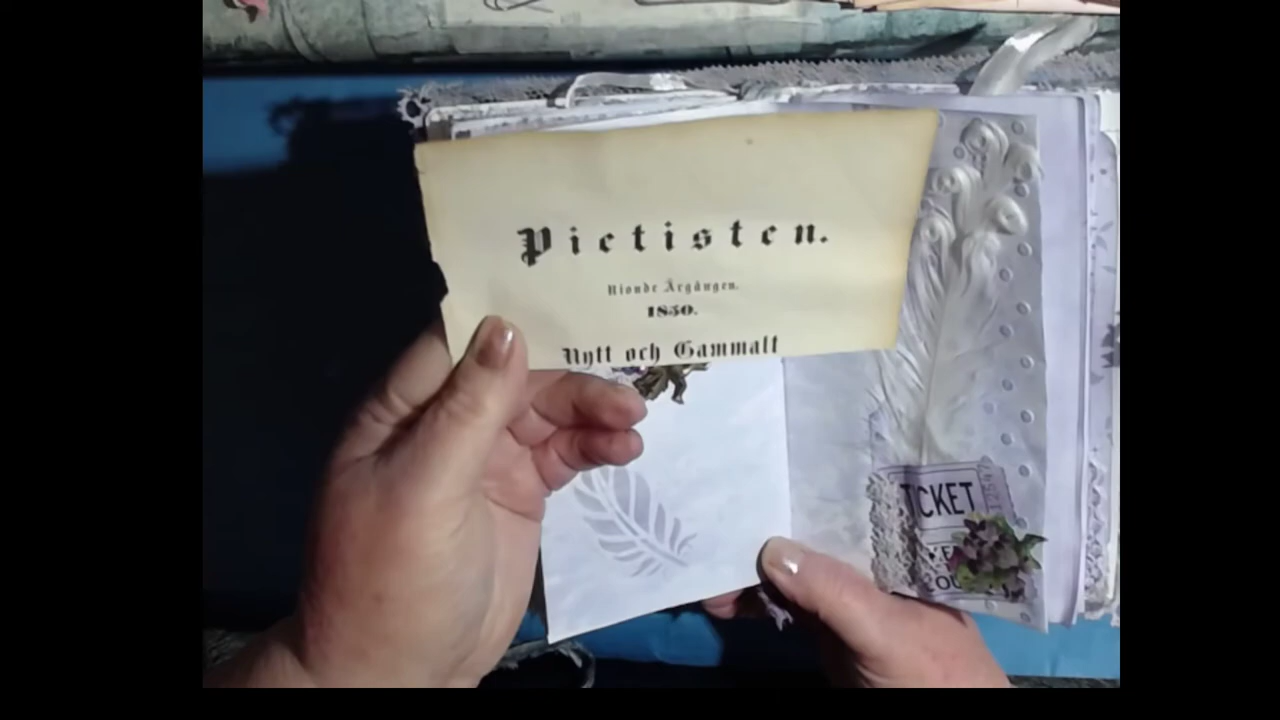 Pietisten.
Nionde Årgången.
1850.
Nytt och Gammalt
TICKET